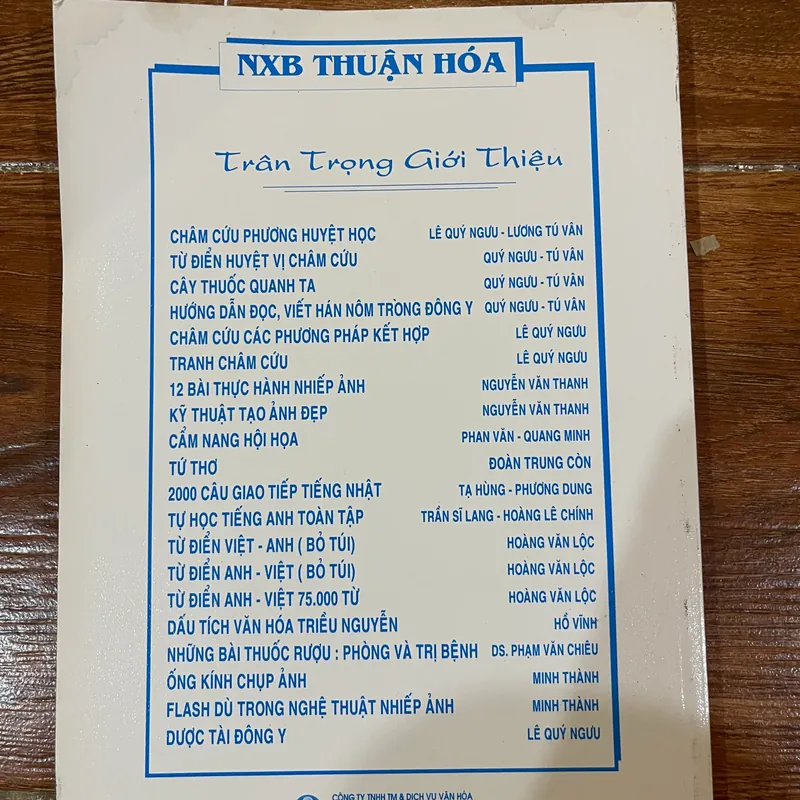 NXB THUẬN HÓA
Trân Trọng Giới Thiệu
CHÂM CỨU PHƯƠNG HUYỆT HỌC LÊ QUÝ NGƯU - LƯƠNG TÚ VÂN
TỪ ĐIỂN HUYỆT VỊ CHÂM CỨU QUÝ NGƯU - TÚ VÂN
CÂY THUỐC QUANH TA QUÝ NGƯU - TÚ VÂN
HƯỚNG DẪN ĐỌC, VIẾT HÁN NÔM TRÒNG ĐÔNG Y QUÝ NGƯU - TÚ VÂN
CHÂM CỨU CÁC PHƯƠNG PHÁP KẾT HỢP LÊ QUÝ NGƯU
TRANH CHÂM CỨU LÊ QUÝ NGƯU
12 BÀI THỰC HÀNH NHIẾP ẢNH NGUYỄN VĂN THANH
KỸ THUẬT TẠO ẢNH ĐẸP NGUYỄN VĂN THANH
CẨM NANG HỘI HỌA PHAN VĂN - QUANG MINH
TỨ THƠ ĐOÀN TRUNG CÒN
2000 CÂU GIAO TIẾP TIẾNG NHẬT TẠ HÙNG - PHƯƠNG DUNG
TỰ HỌC TIẾNG ANH TOÀN TẬP TRẦN SĨ LANG - HOÀNG LÊ CHÍNH
TỪ ĐIỂN VIỆT - ANH ( BỎ TÚI) HOÀNG VĂN LỘC
TỪ ĐIỂN ANH - VIỆT ( BỎ TÚI) HOÀNG VĂN LỘC
TỪ ĐIỂN ANH - VIỆT 75.000 TỪ HOÀNG VĂN LỘC
DẤU TÍCH VĂN HÓA TRIỀU NGUYỄN HỒ VĨNH
NHỮNG BÀI THUỐC RƯỢU : PHÒNG VÀ TRỊ BỆNH DS. PHẠM VĂN CHIÊU
ỐNG KÍNH CHỤP ẢNH MINH THÀNH
FLASH DÙ TRONG NGHỆ THUẬT NHIẾP ẢNH MINH THÀNH
DƯỢC TÀI ĐÔNG Y LÊ QUÝ NGƯU
CÔNG TY TNHH TM & DỊCH VỤ VĂN HÓA